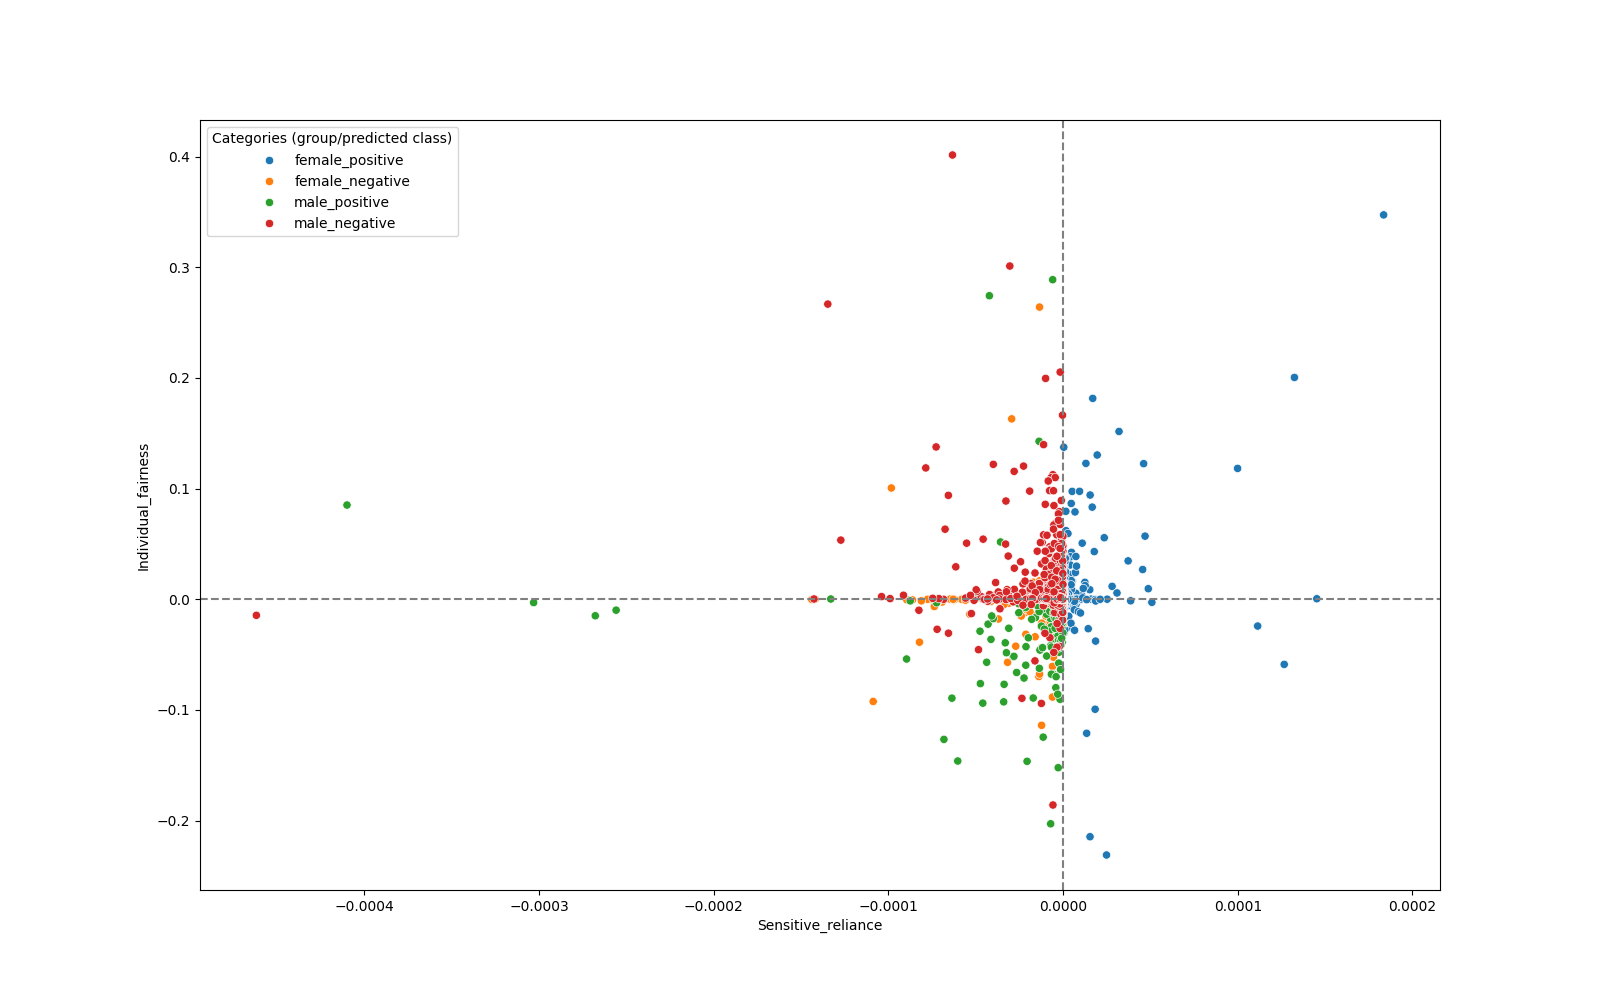 Categories (group/predicted class)
female_positive
female_negative
male_positive
male_negative
0.4
0.3
0.2
0.1
0.0
−0.1
−0.2
Individual_fairness
−0.0004
−0.0003
−0.0002
−0.0001
0.0000
0.0001
0.0002
Sensitive_reliance